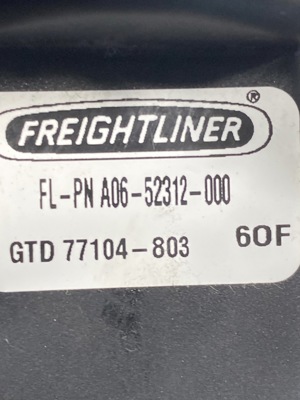 FREIGHTLINER®
FL-PN A06-52312-000
GTD 77104-803 60F